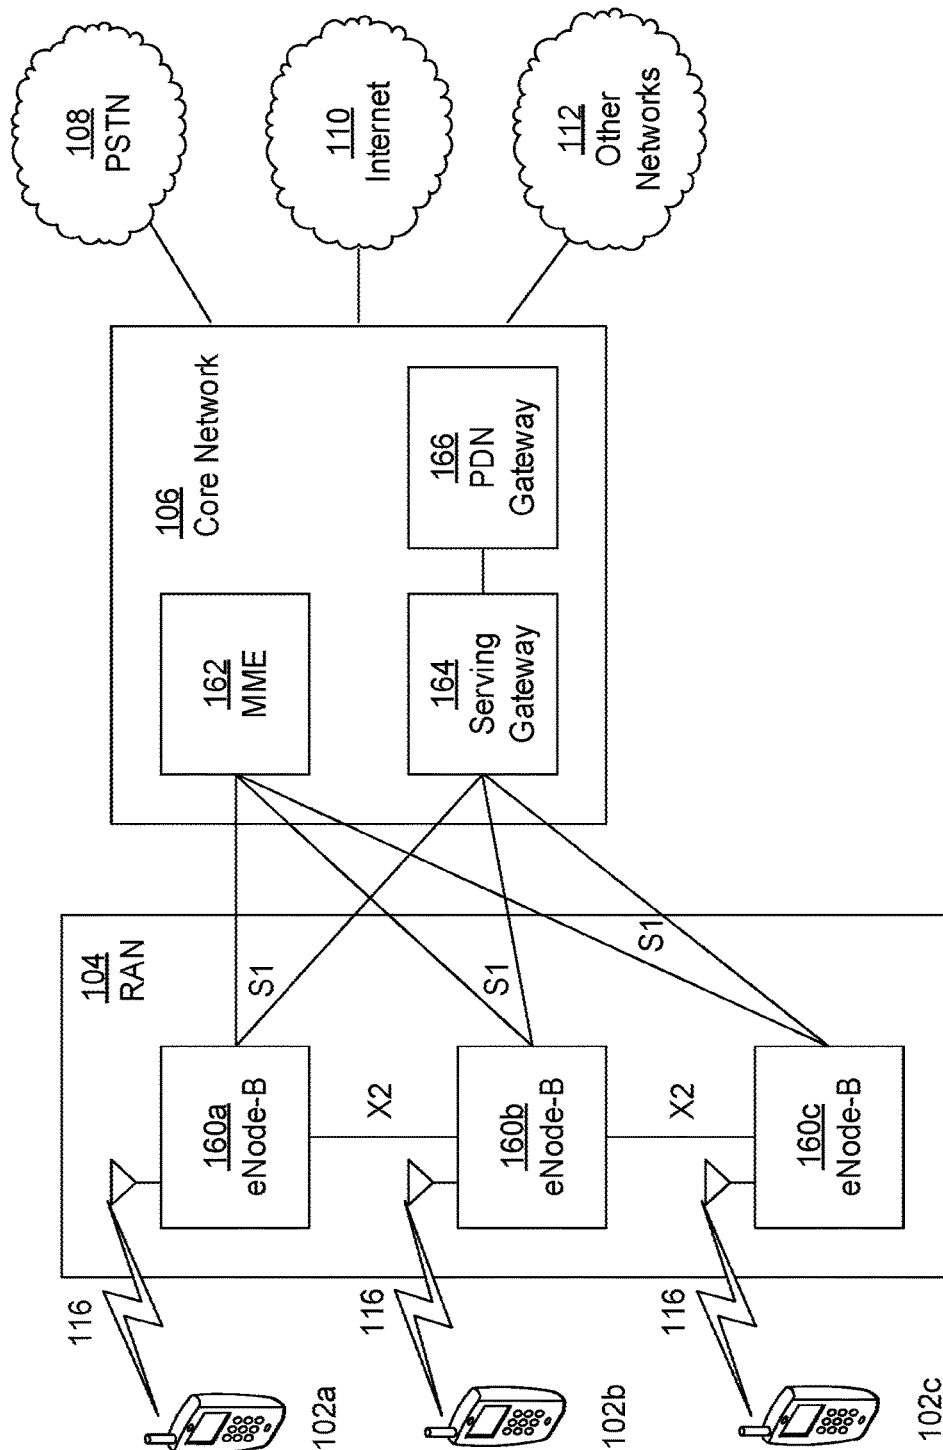 102a
116
104
RAN
160a
eNode-B
S1
X2
102b
116
160b
eNode-B
S1
X2
102c
116
160c
eNode-B
S1
106
Core Network
162
MME
164
Serving
Gateway
166
PDN
Gateway
108
PSTN
110
Internet
112
Other
Networks